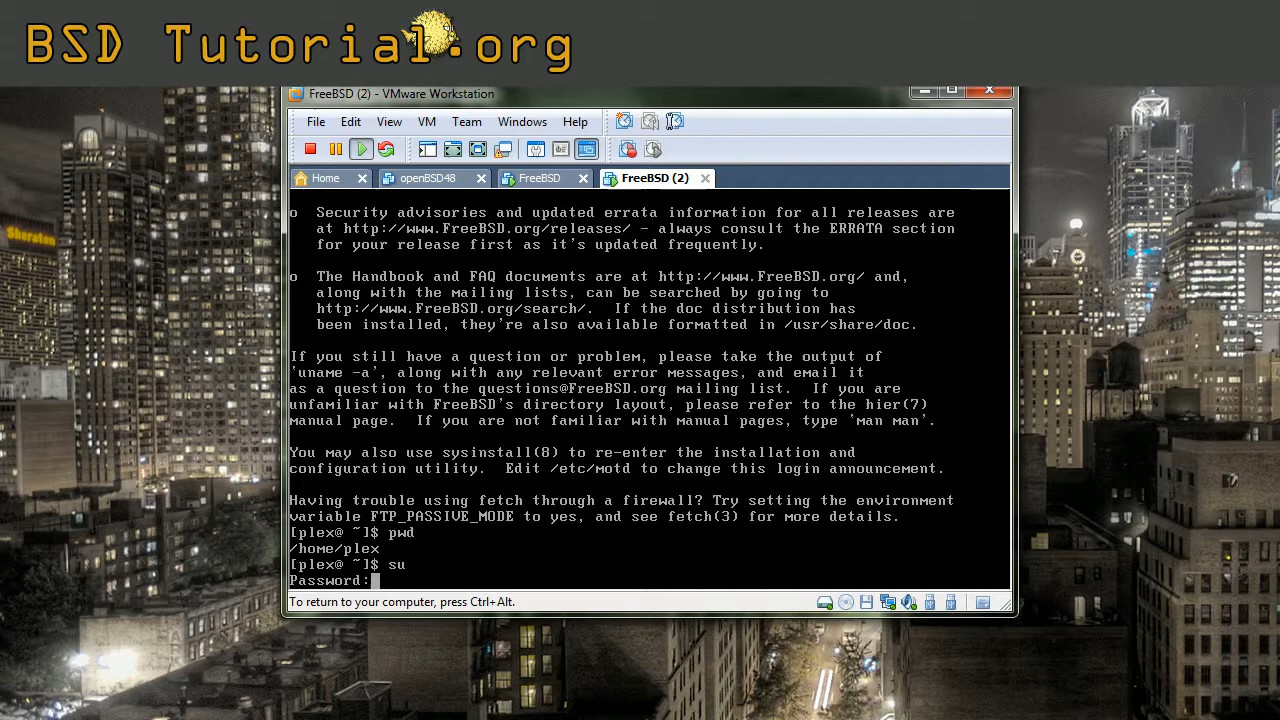 BSD Tutorial.org
FreeBSD (2) - VMware Workstation
File Edit View VM Team Windows Help
Home openBSD48 FreeBSD FreeBSD (2)
o Security advisories and updated errata information for all releases are
at http://www.FreeBSD.org/releases/ - always consult the ERRATA section
for your release first as it's updated frequently.
o The Handbook and FAQ documents are at http://www.FreeBSD.org/ and,
along with the mailing lists, can be searched by going to
http://www.FreeBSD.org/search/. If the doc distribution has
been installed, they're also available formatted in /usr/share/doc.
If you still have a question or problem, please take the output of
`uname -a', along with any relevant error messages, and email it
as a question to the questions@FreeBSD.org mailing list. If you are
unfamiliar with FreeBSD's directory layout, please refer to the hier(7)
manual page. If you are not familiar with manual pages, type `man man'.
You may also use sysinstall(8) to re-enter the installation and
configuration utility. Edit /etc/motd to change this login announcement.
Having trouble using fetch through a firewall? Try setting the environment
variable FTP_PASSIVE_MODE to yes, and see fetch(3) for more details.
[plex@ ~]$ pwd
/home/plex
[plex@ ~]$ su
Password:
To return to your computer, press Ctrl+Alt.
Sheraton